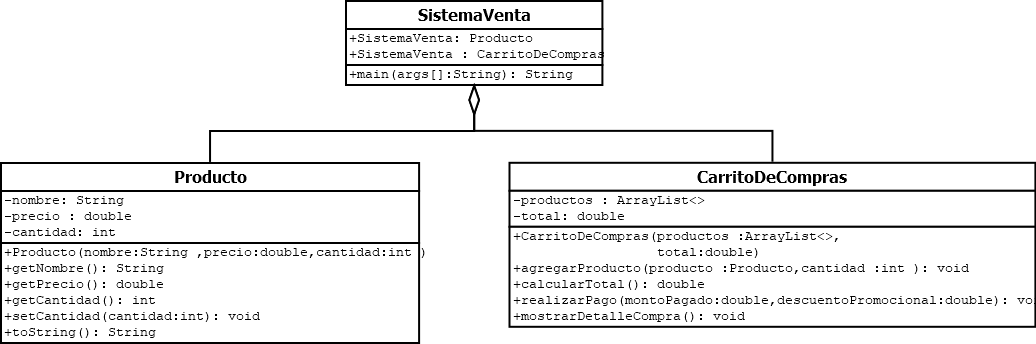 SistemaVenta
+SistemaVenta: Producto
+SistemaVenta : CarritoDeCompras
+main(args[]:String): String
Producto
-nombre: String
-precio : double
-cantidad: int
+Producto(nombre:String ,precio:double,cantidad:int )
+getNombre(): String
+getPrecio(): double
+getCantidad(): int
+setCantidad(cantidad:int): void
+toString(): String
CarritoDeCompras
-productos : ArrayList<>
-total: double
+CarritoDeCompras(productos :ArrayList<>,
total:double)
+agregarProducto(producto :Producto,cantidad :int ): void
+calcularTotal(): double
+realizarPago(montoPagado:double,descuentoPromocional:double): vo
+mostrarDetalleCompra(): void